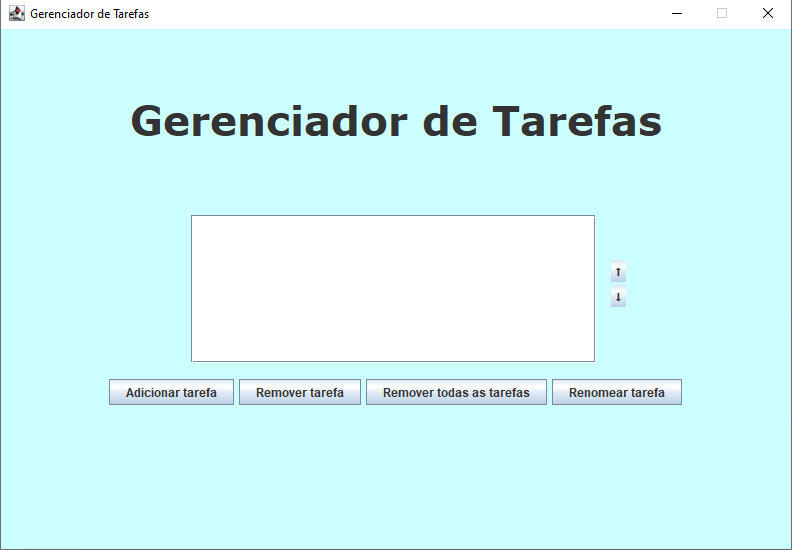 Gerenciador de Tarefas
Gerenciador de Tarefas
↑
↓
Adicionar tarefa
Remover tarefa
Remover todas as tarefas
Renomear tarefa